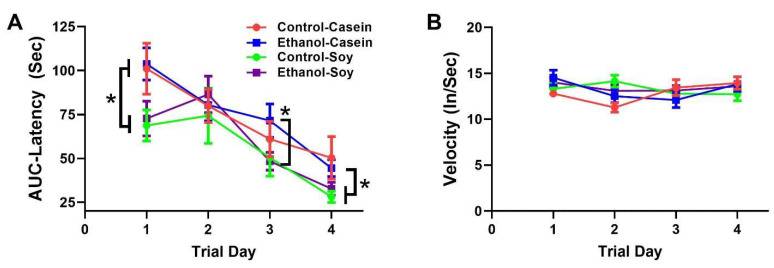 A
AUC-Latency (Sec)
125
100
75
50
25
0
1
2
3
4
Trial Day
*
*
*
Control-Casein
Ethanol-Casein
Control-Soy
Ethanol-Soy
B
Velocity (In/Sec)
20
15
10
5
0
0
1
2
3
4
Trial Day